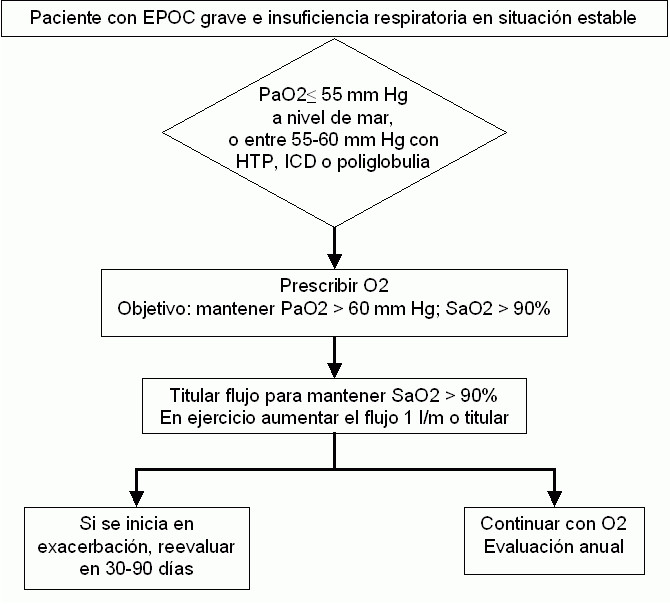 Paciente con EPOC grave e insuficiencia respiratoria en situación estable
PaO2≤ 55 mm Hg
a nivel de mar,
o entre 55-60 mm Hg con
HTP, ICD o poliglobulia
Prescribir O2
Objetivo: mantener PaO2 > 60 mm Hg; SaO2 > 90%
Titular flujo para mantener SaO2 > 90%
En ejercicio aumentar el flujo 1 l/m o titular
Si se inicia en
exacerbación, reevaluar
en 30-90 días
Continuar con O2
Evaluación anual